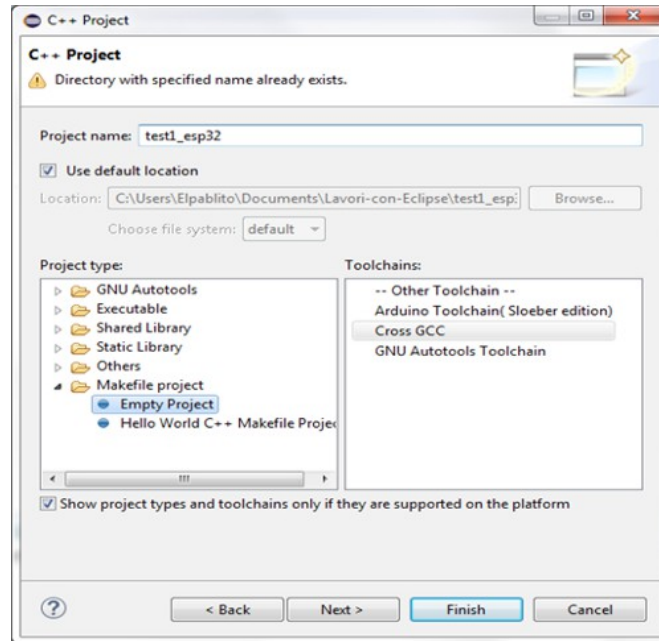 C++ Project
C++ Project
Directory with specified name already exists.
Project name: test1_esp32
Use default location
Location: C:\Users\Elpablito\Documents\Lavori-con-Eclipse\test1_esp: Browse...
Choose file system: default
Project type: Toolchains:
GNU Autotools
Executable
Shared Library
Static Library
Others
Makefile project
Empty Project
Hello World C++ Makefile Projec
-- Other Toolchain --
Arduino Toolchain( Sloeber edition)
Cross GCC
GNU Autotools Toolchain
Show project types and toolchains only if they are supported on the platform
? < Back Next > Finish Cancel